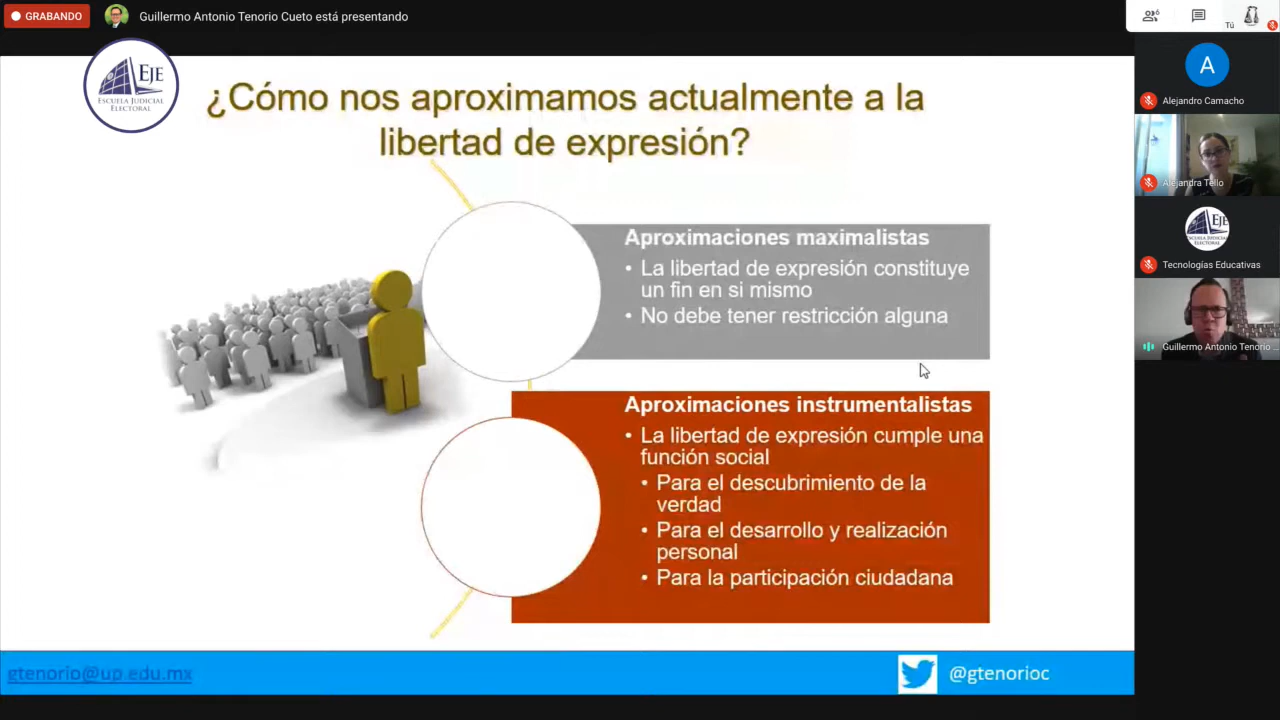 GRABANDO
Guillermo Antonio Tenorio Cueto está presentando
6
Tú
EJE
ESCUELA JUDICIAL
ELECTORAL
¿Cómo nos aproximamos actualmente a la
libertad de expresión?
Aproximaciones maximalistas
• La libertad de expresión constituye
un fin en si mismo
• No debe tener restricción alguna
Aproximaciones instrumentalistas
• La libertad de expresión cumple una
función social
• Para el descubrimiento de la
verdad
• Para el desarrollo y realización
personal
• Para la participación ciudadana
gtenorio@up.edu.mx
@gtenorioc
A
Alejandro Camacho
Alejandra Tello
EJE
ESCUELA JUDICIAL
ELECTORAL
Tecnologías Educativas
Guillermo Antonio Tenorio ...